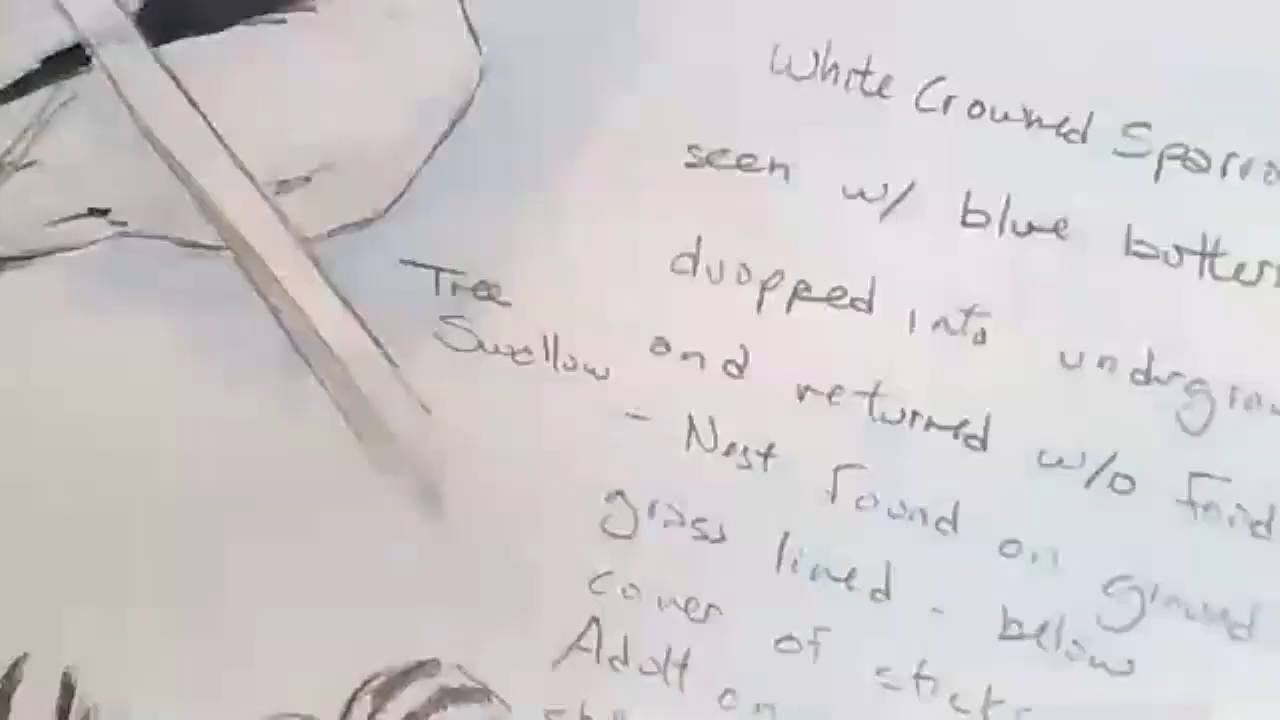 White Crowned Sparro
seen w/ blue butter
dropped into undergrou
and returned w/o Food
- Nest Found on ground
grass lined - below
cover of sticks
Adult on
Tree
Swallow